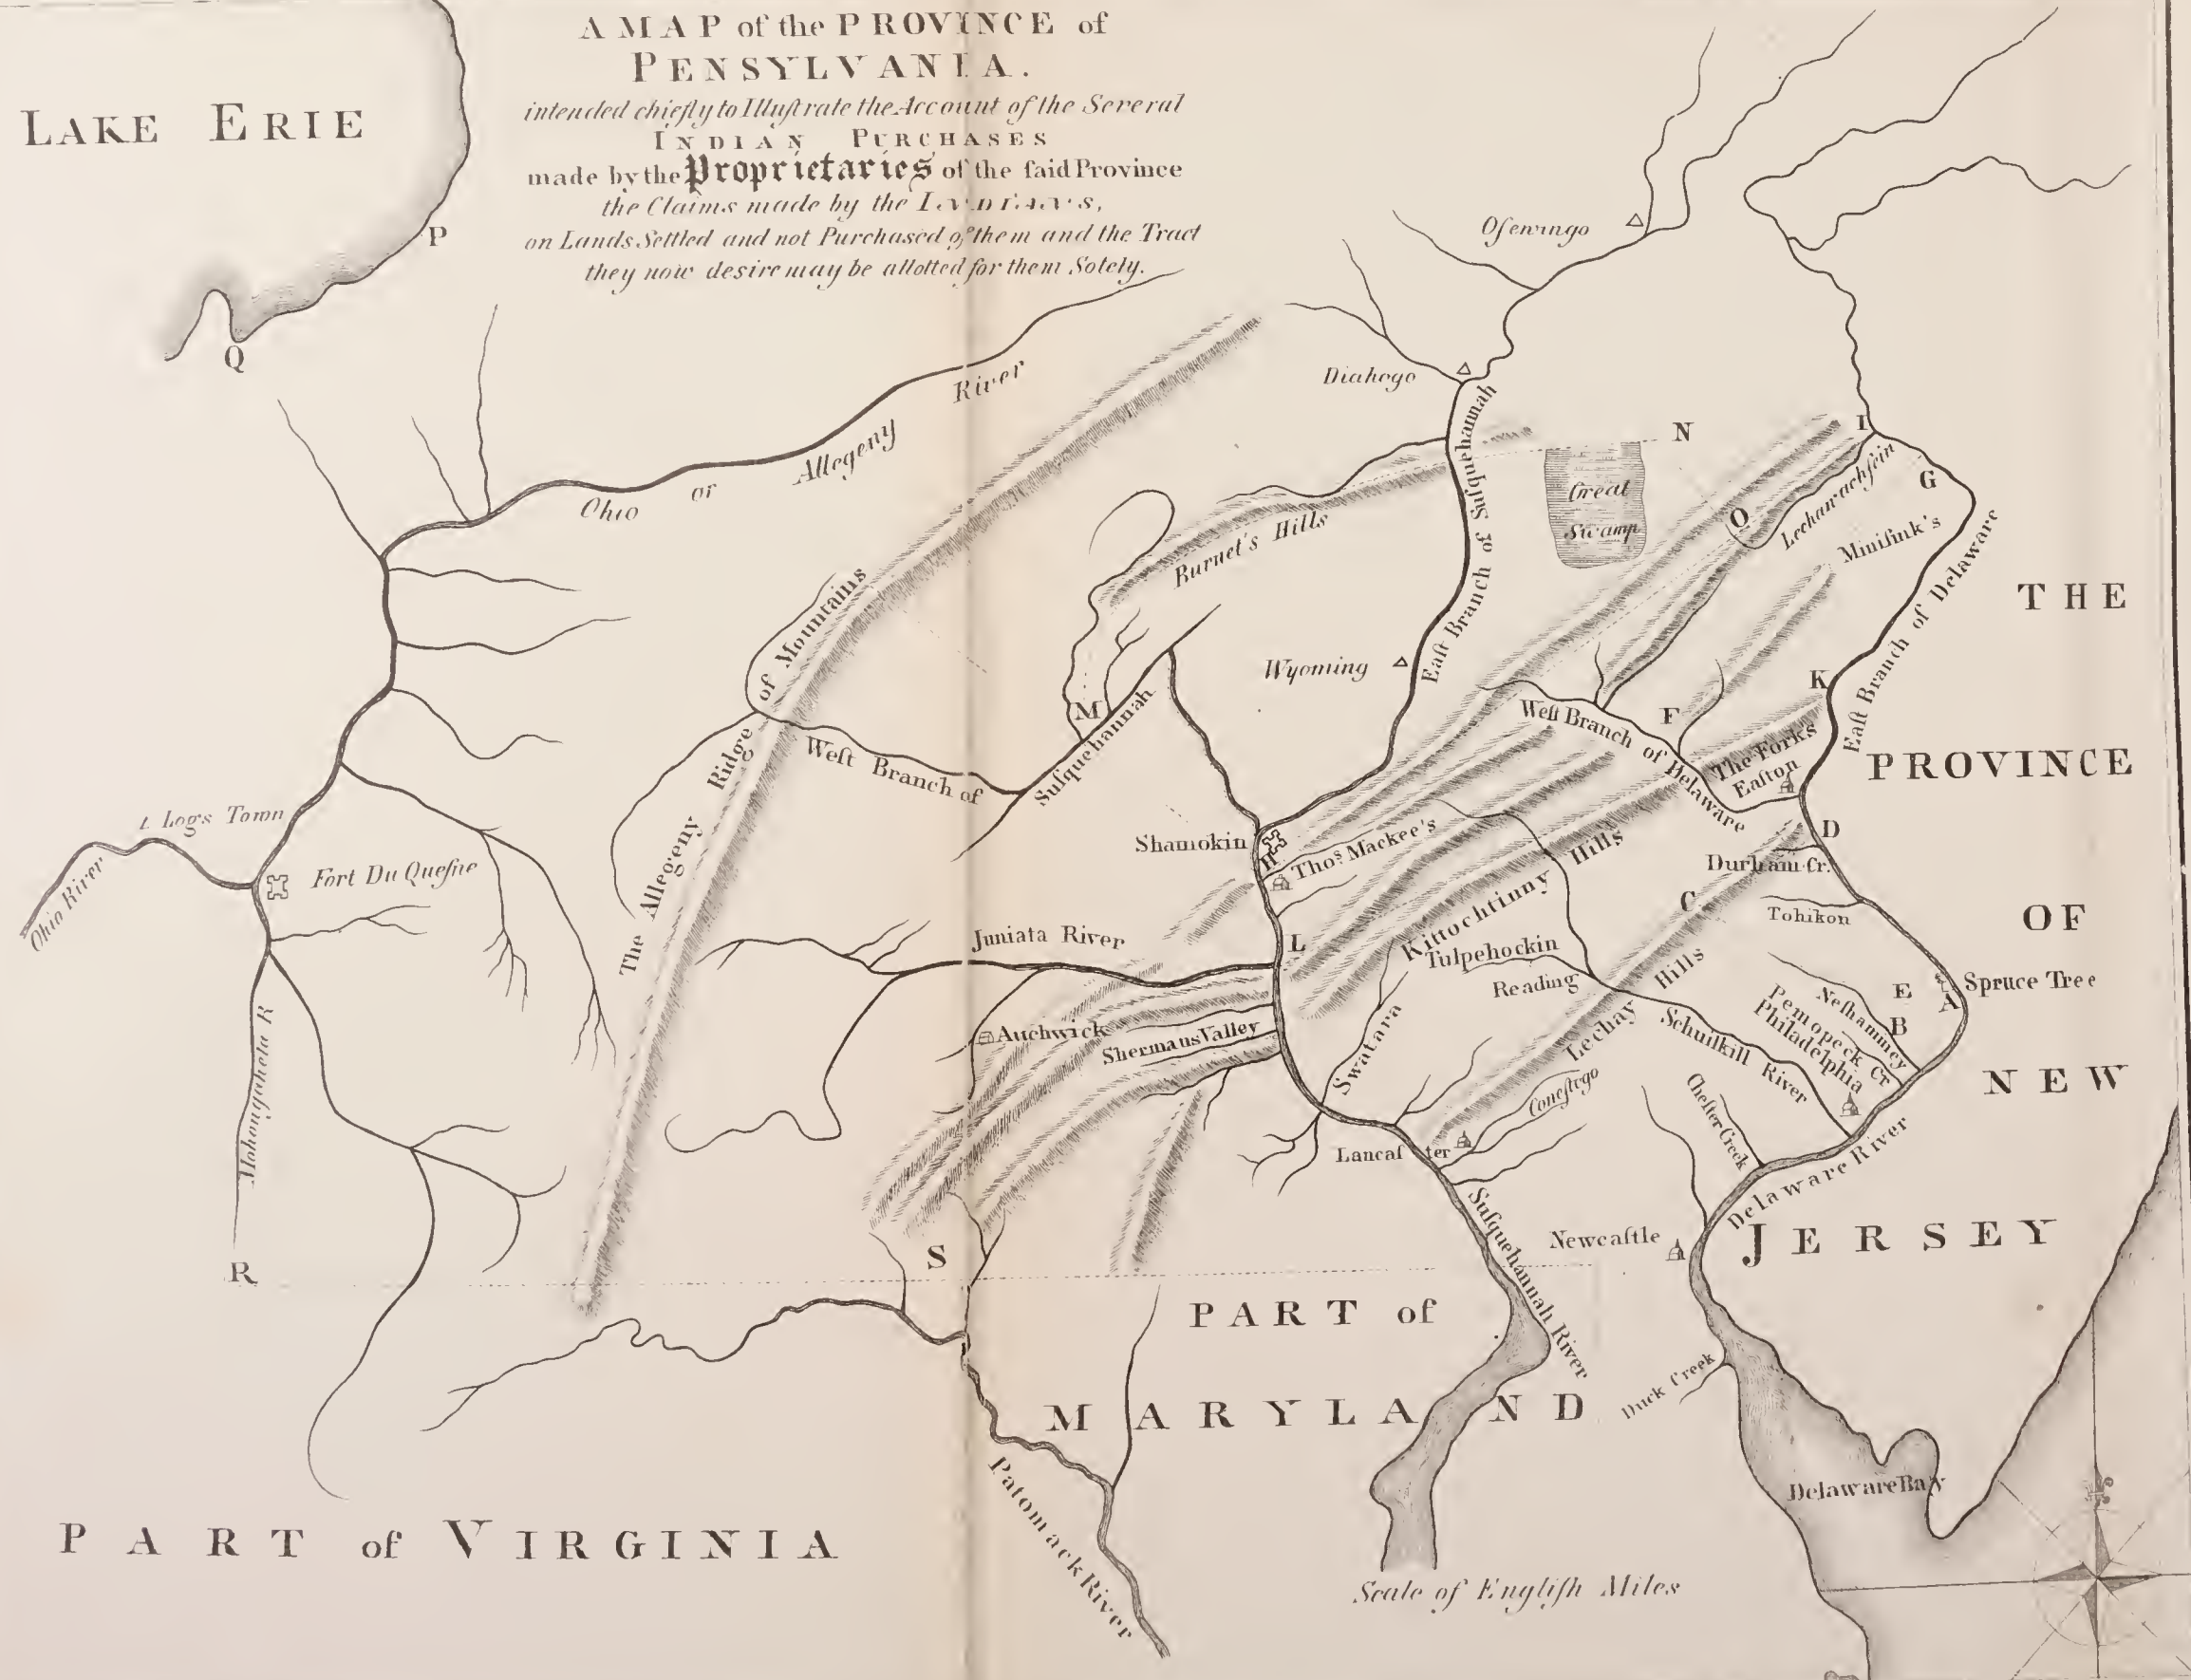 A MAP of the PROVINCE of
PENSYLVANIA.
intended chiefly to Illuſtrate the Account of the Several
INDIAN PURCHASES
made by the Proprietaries of the ſaid Province
the Claims made by the INDIANS,
on Lands Settled and not Purchased of them and the Tract
they now desire may be allotted for them Solely.
LAKE ERIE
P
Q
Oſewingo
Diahogo
Ohio or Allegeny River
N
Great
Swamp
I
G
O
Lechawachſein
Miniſink's
Burnet's Hills
Eaſt Branch of Suſquehannah
Wyoming
THE
PROVINCE
OF
NEW
JERSEY
Eaſt Branch of Delaware
K
F
Weſt Branch of Delaware
The Forks
Eaſton
D
Durham Cr.
Tohikon
C
The Allegeny Ridge of Mountains
Weſt Branch of Suſquehannah
M
Logs Town
Ohio River
Fort Du Queſne
Mohongahela R
Shamokin
H
Thoˢ. Mackee's
Kittochtinny Hills
L
Juniata River
Tulpehockin
Reading
Auchwick
Shermans Valley
Swatara
Lechay Hills
Schuilkill River
Spruce Tree
A
E
B
Neſhammey
Pemopeck Cr
Philadelphia
Coneſtogo
Lancaſter
Cheſter Creek
Delaware River
Suſquehannah River
Newcaſtle
R
S
PART of
MARYLAND
Duck Creek
Delaware Bay
Patomack River
PART of VIRGINIA
Scale of Engliſh Miles